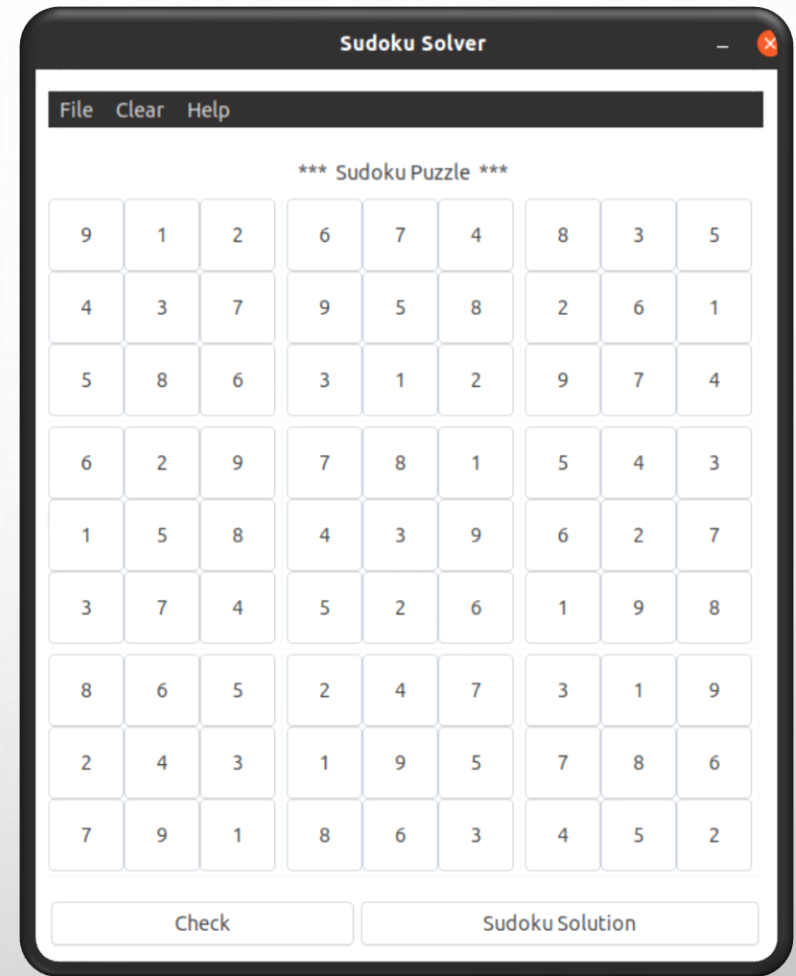 Sudoku Solver
File Clear Help
*** Sudoku Puzzle ***
9 1 2 6 7 4 8 3 5
4 3 7 9 5 8 2 6 1
5 8 6 3 1 2 9 7 4
6 2 9 7 8 1 5 4 3
1 5 8 4 3 9 6 2 7
3 7 4 5 2 6 1 9 8
8 6 5 2 4 7 3 1 9
2 4 3 1 9 5 7 8 6
7 9 1 8 6 3 4 5 2
Check Sudoku Solution